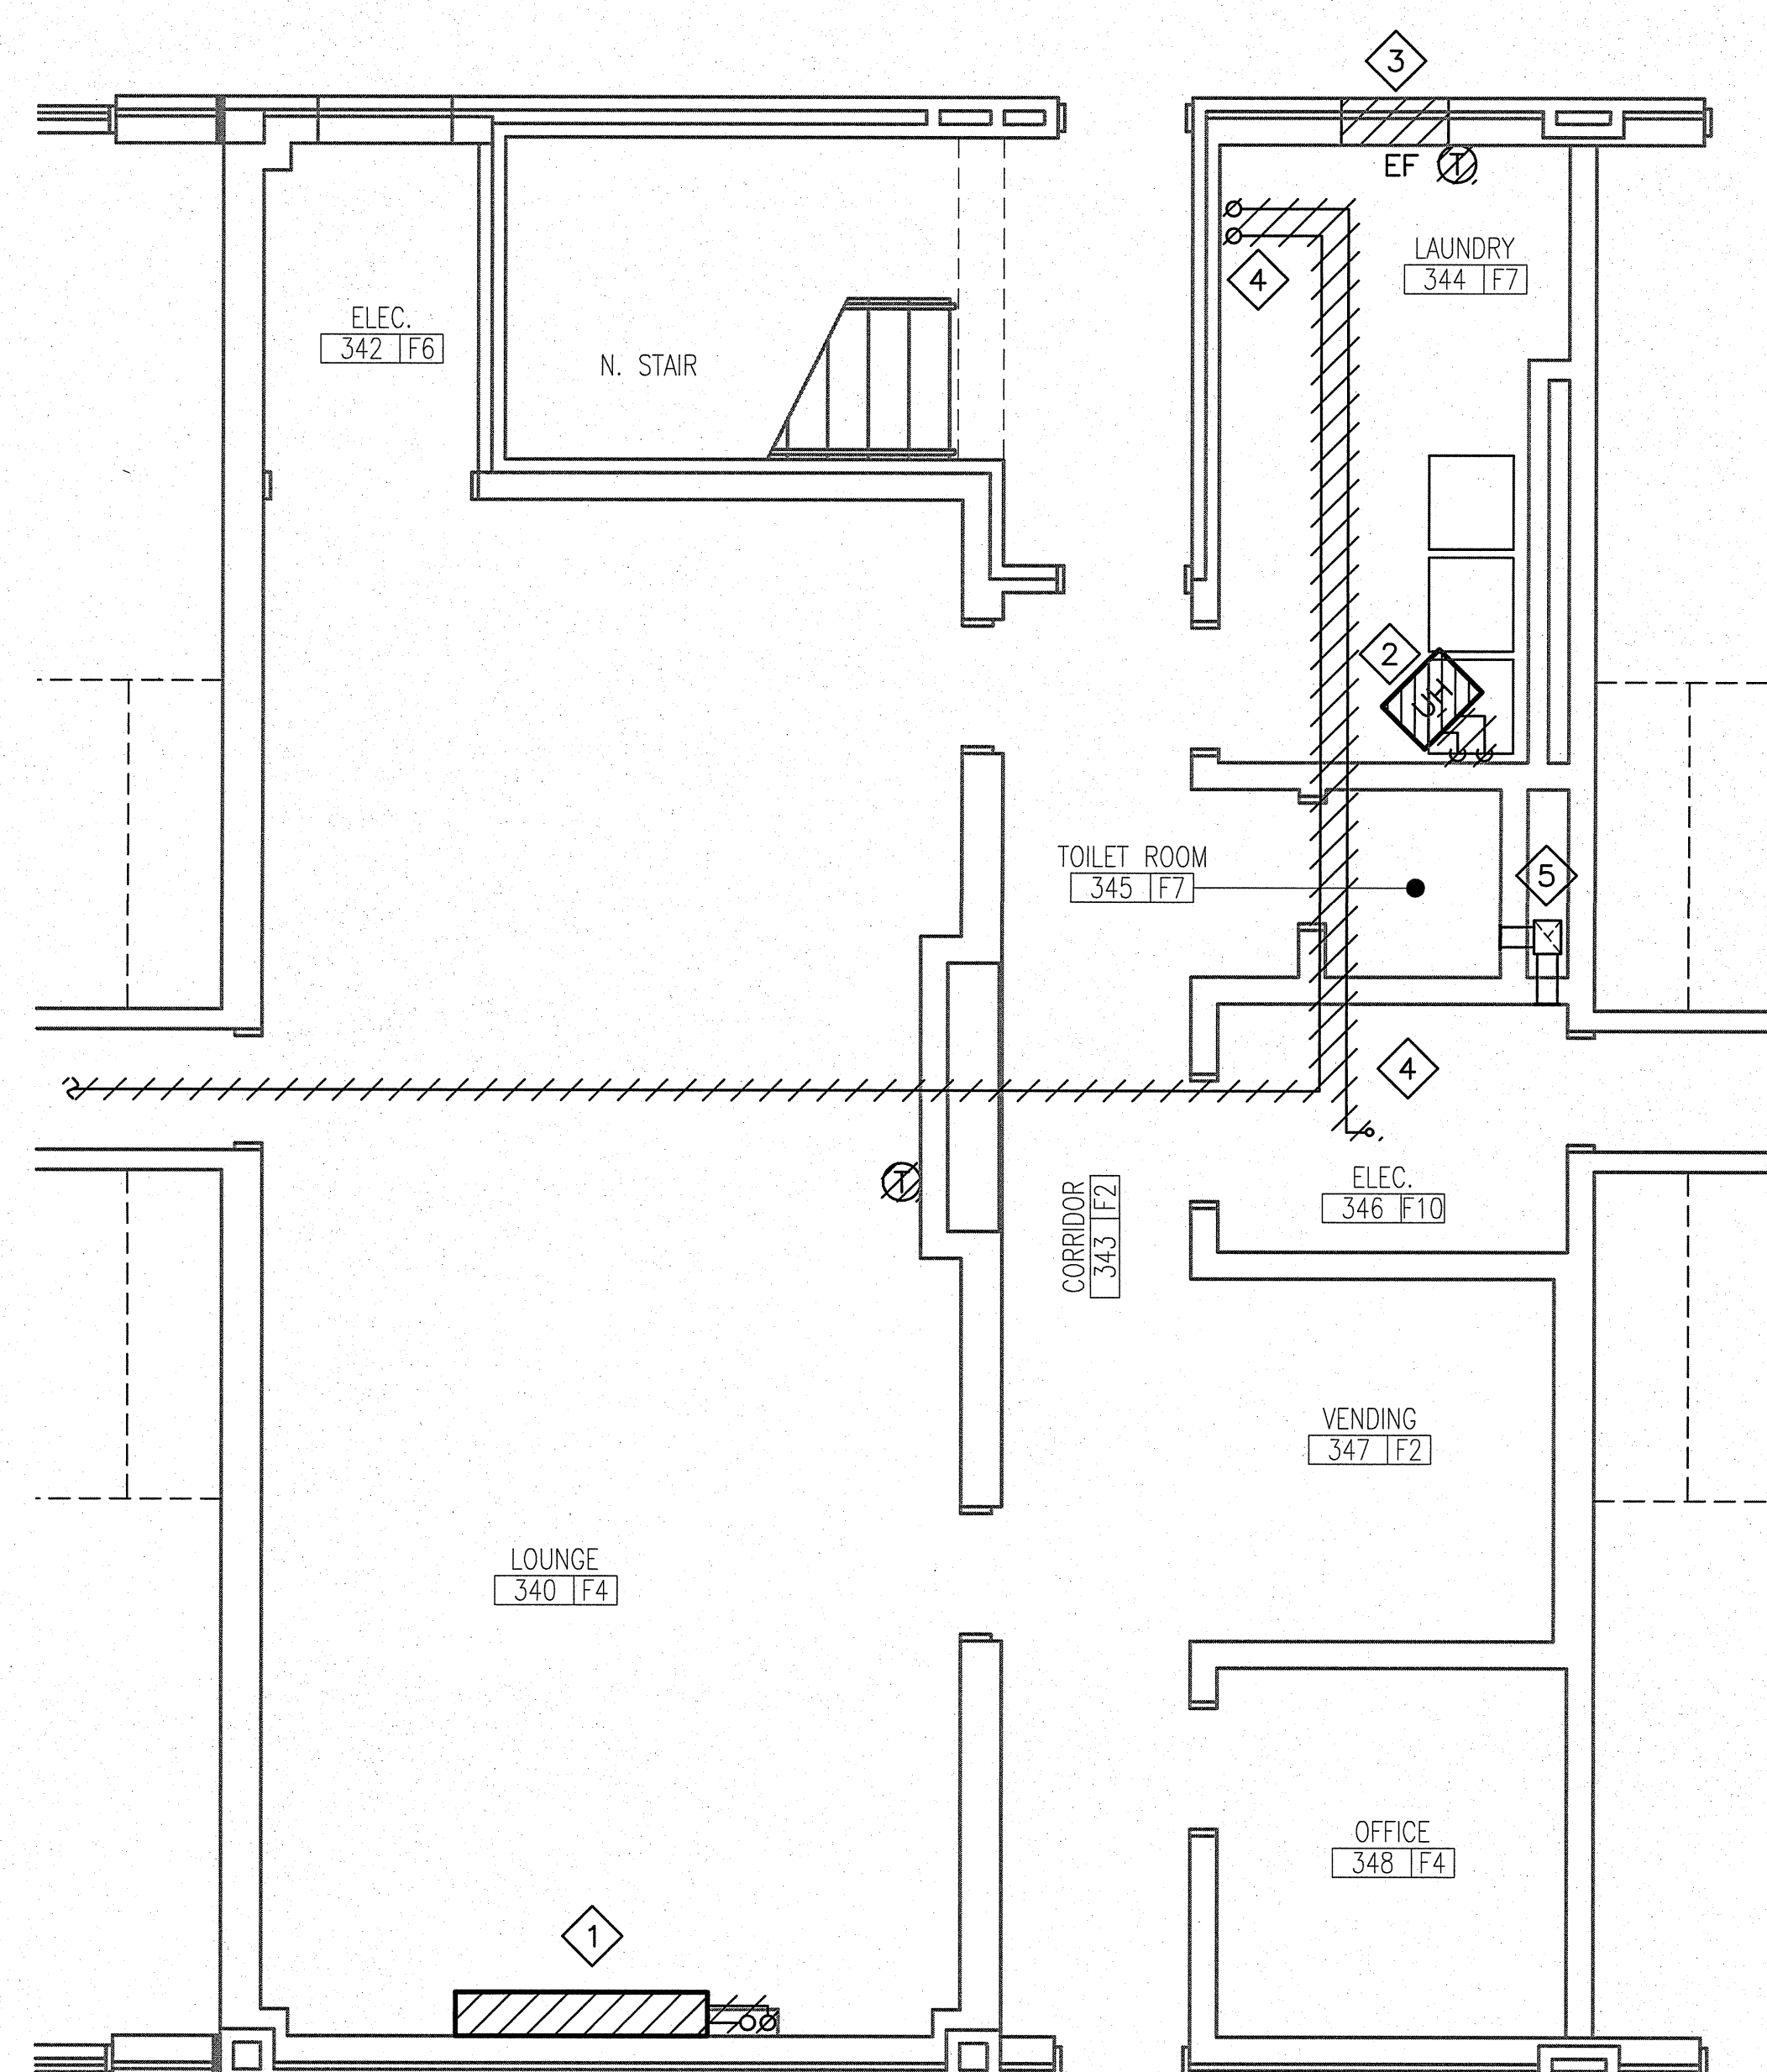 3
EF T
LAUNDRY
344 F7
4
ELEC.
342 F6
N. STAIR
2
UH
TOILET ROOM
345 F7
5
4
T
CORRIDOR
343 F2
ELEC.
346 F10
VENDING
347 F2
LOUNGE
340 F4
OFFICE
348 F4
1